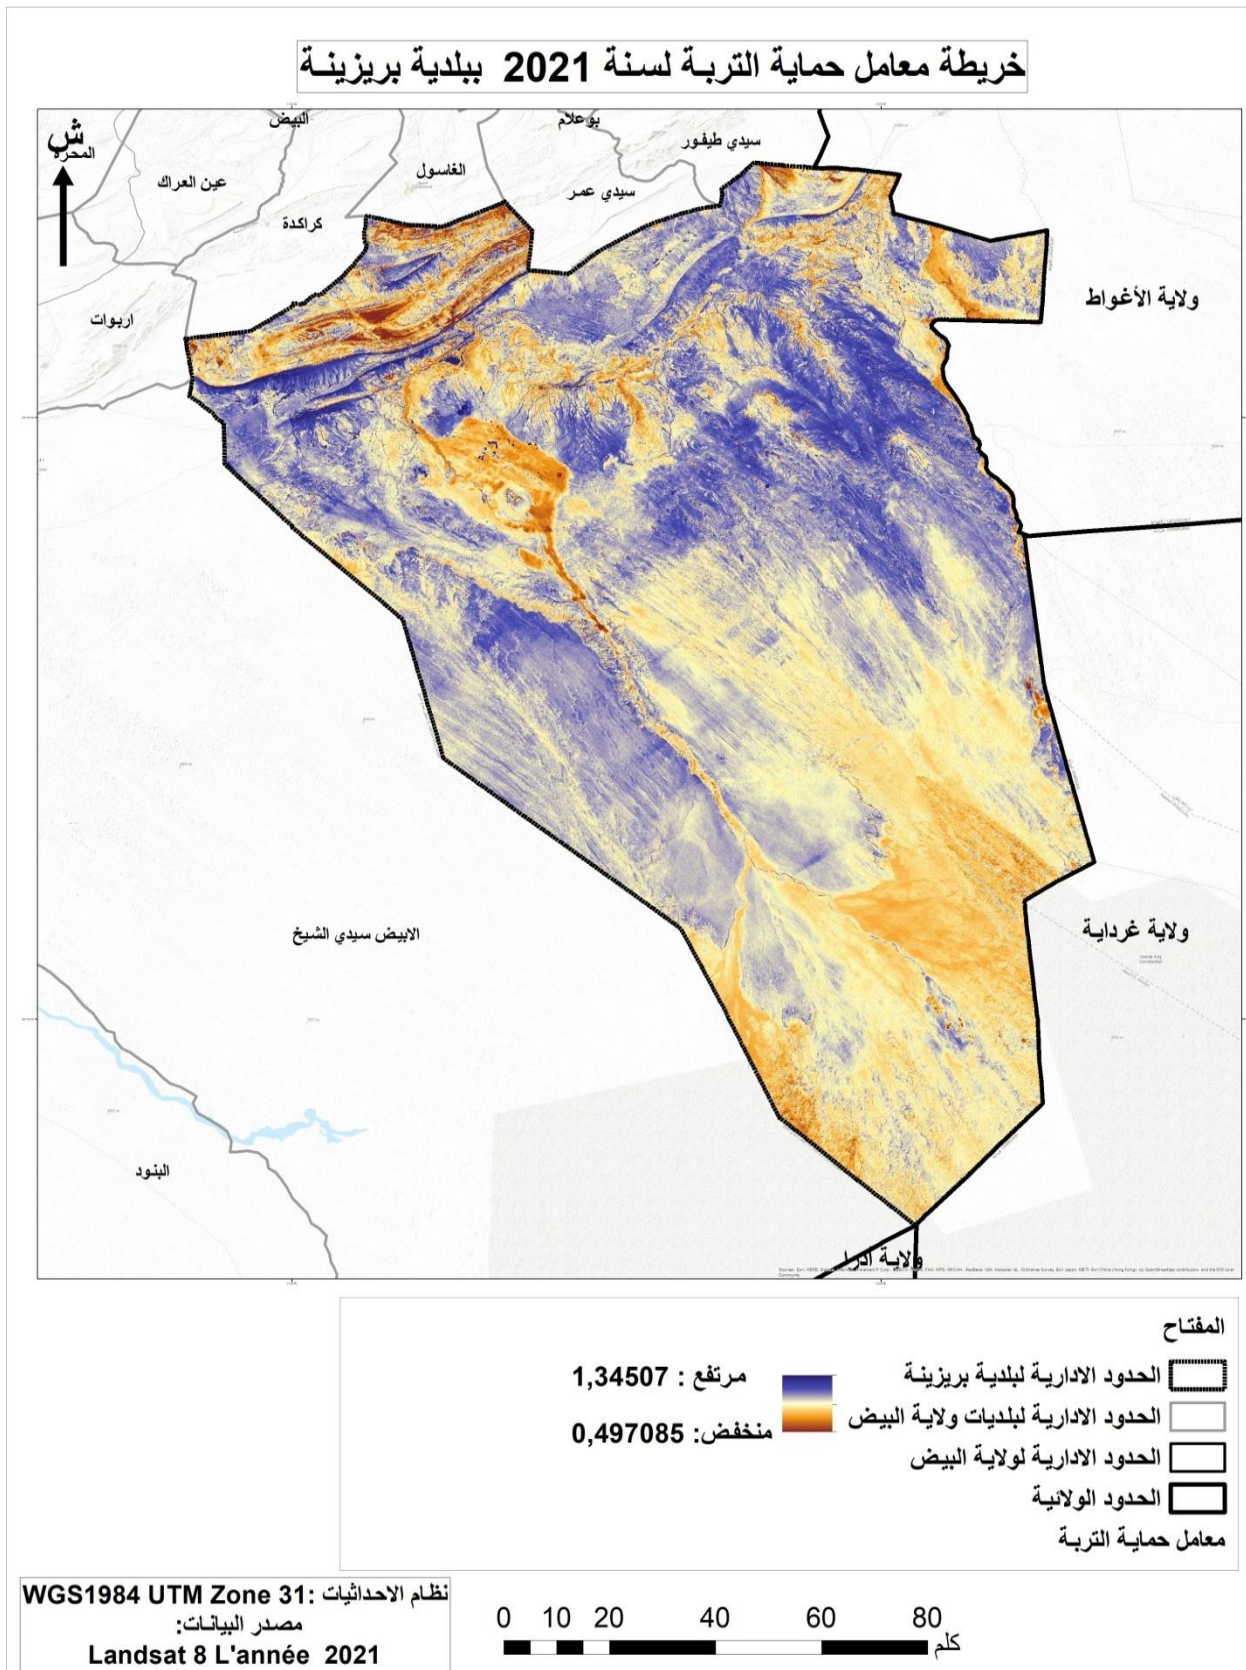 خريطة معامل حماية التربة لسنة 2021 ببلدية بريزينة
ش
المحرة
البيض
بوعلام
سيدي طيفور
الغاسول
عين العراك
سيدي عمر
كراكدة
ولاية الأغواط
اربوات
ولاية غرداية
الابيض سيدي الشيخ
البنود
ولاية ادرا
المفتاح
الحدود الادارية لبلدية بريزينة
مرتفع : 1,34507
الحدود الادارية لبلديات ولاية البيض
منخفض: 0,497085
الحدود الادارية لولاية البيض
الحدود الولائية
معامل حماية التربة
نظام الاحداثيات :WGS1984 UTM Zone 31
مصدر البيانات:
Landsat 8 L'année 2021
0 10 20 40 60 80
كلم